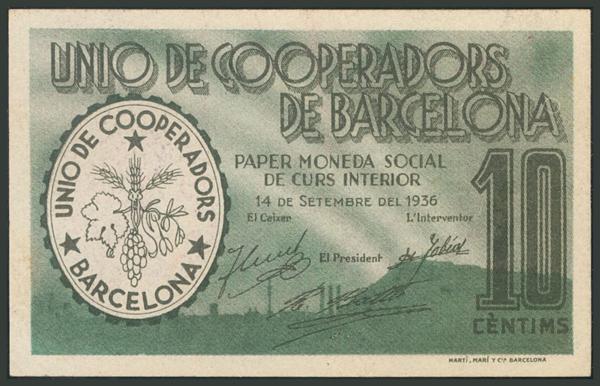 UNIO DE COOPERADORS
DE BARCELONA
UNIO DE COOPERADORS
BARCELONA
PAPER MONEDA SOCIAL
DE CURS INTERIOR
14 DE SETEMBRE DEL 1936
El Caixer
L'Interventor
El President
10
CÈNTIMS
MARTÍ, MARÍ Y Cª BARCELONA